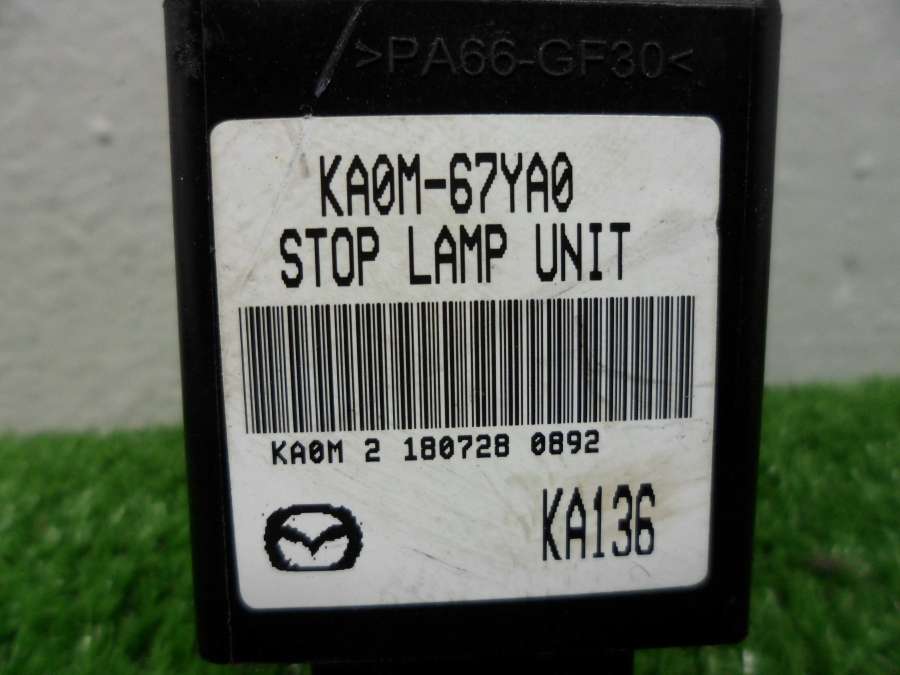 >PA66-GF30<
KA0M-67YA0
STOP LAMP UNIT
KA0M 2 180728 0892
KA136